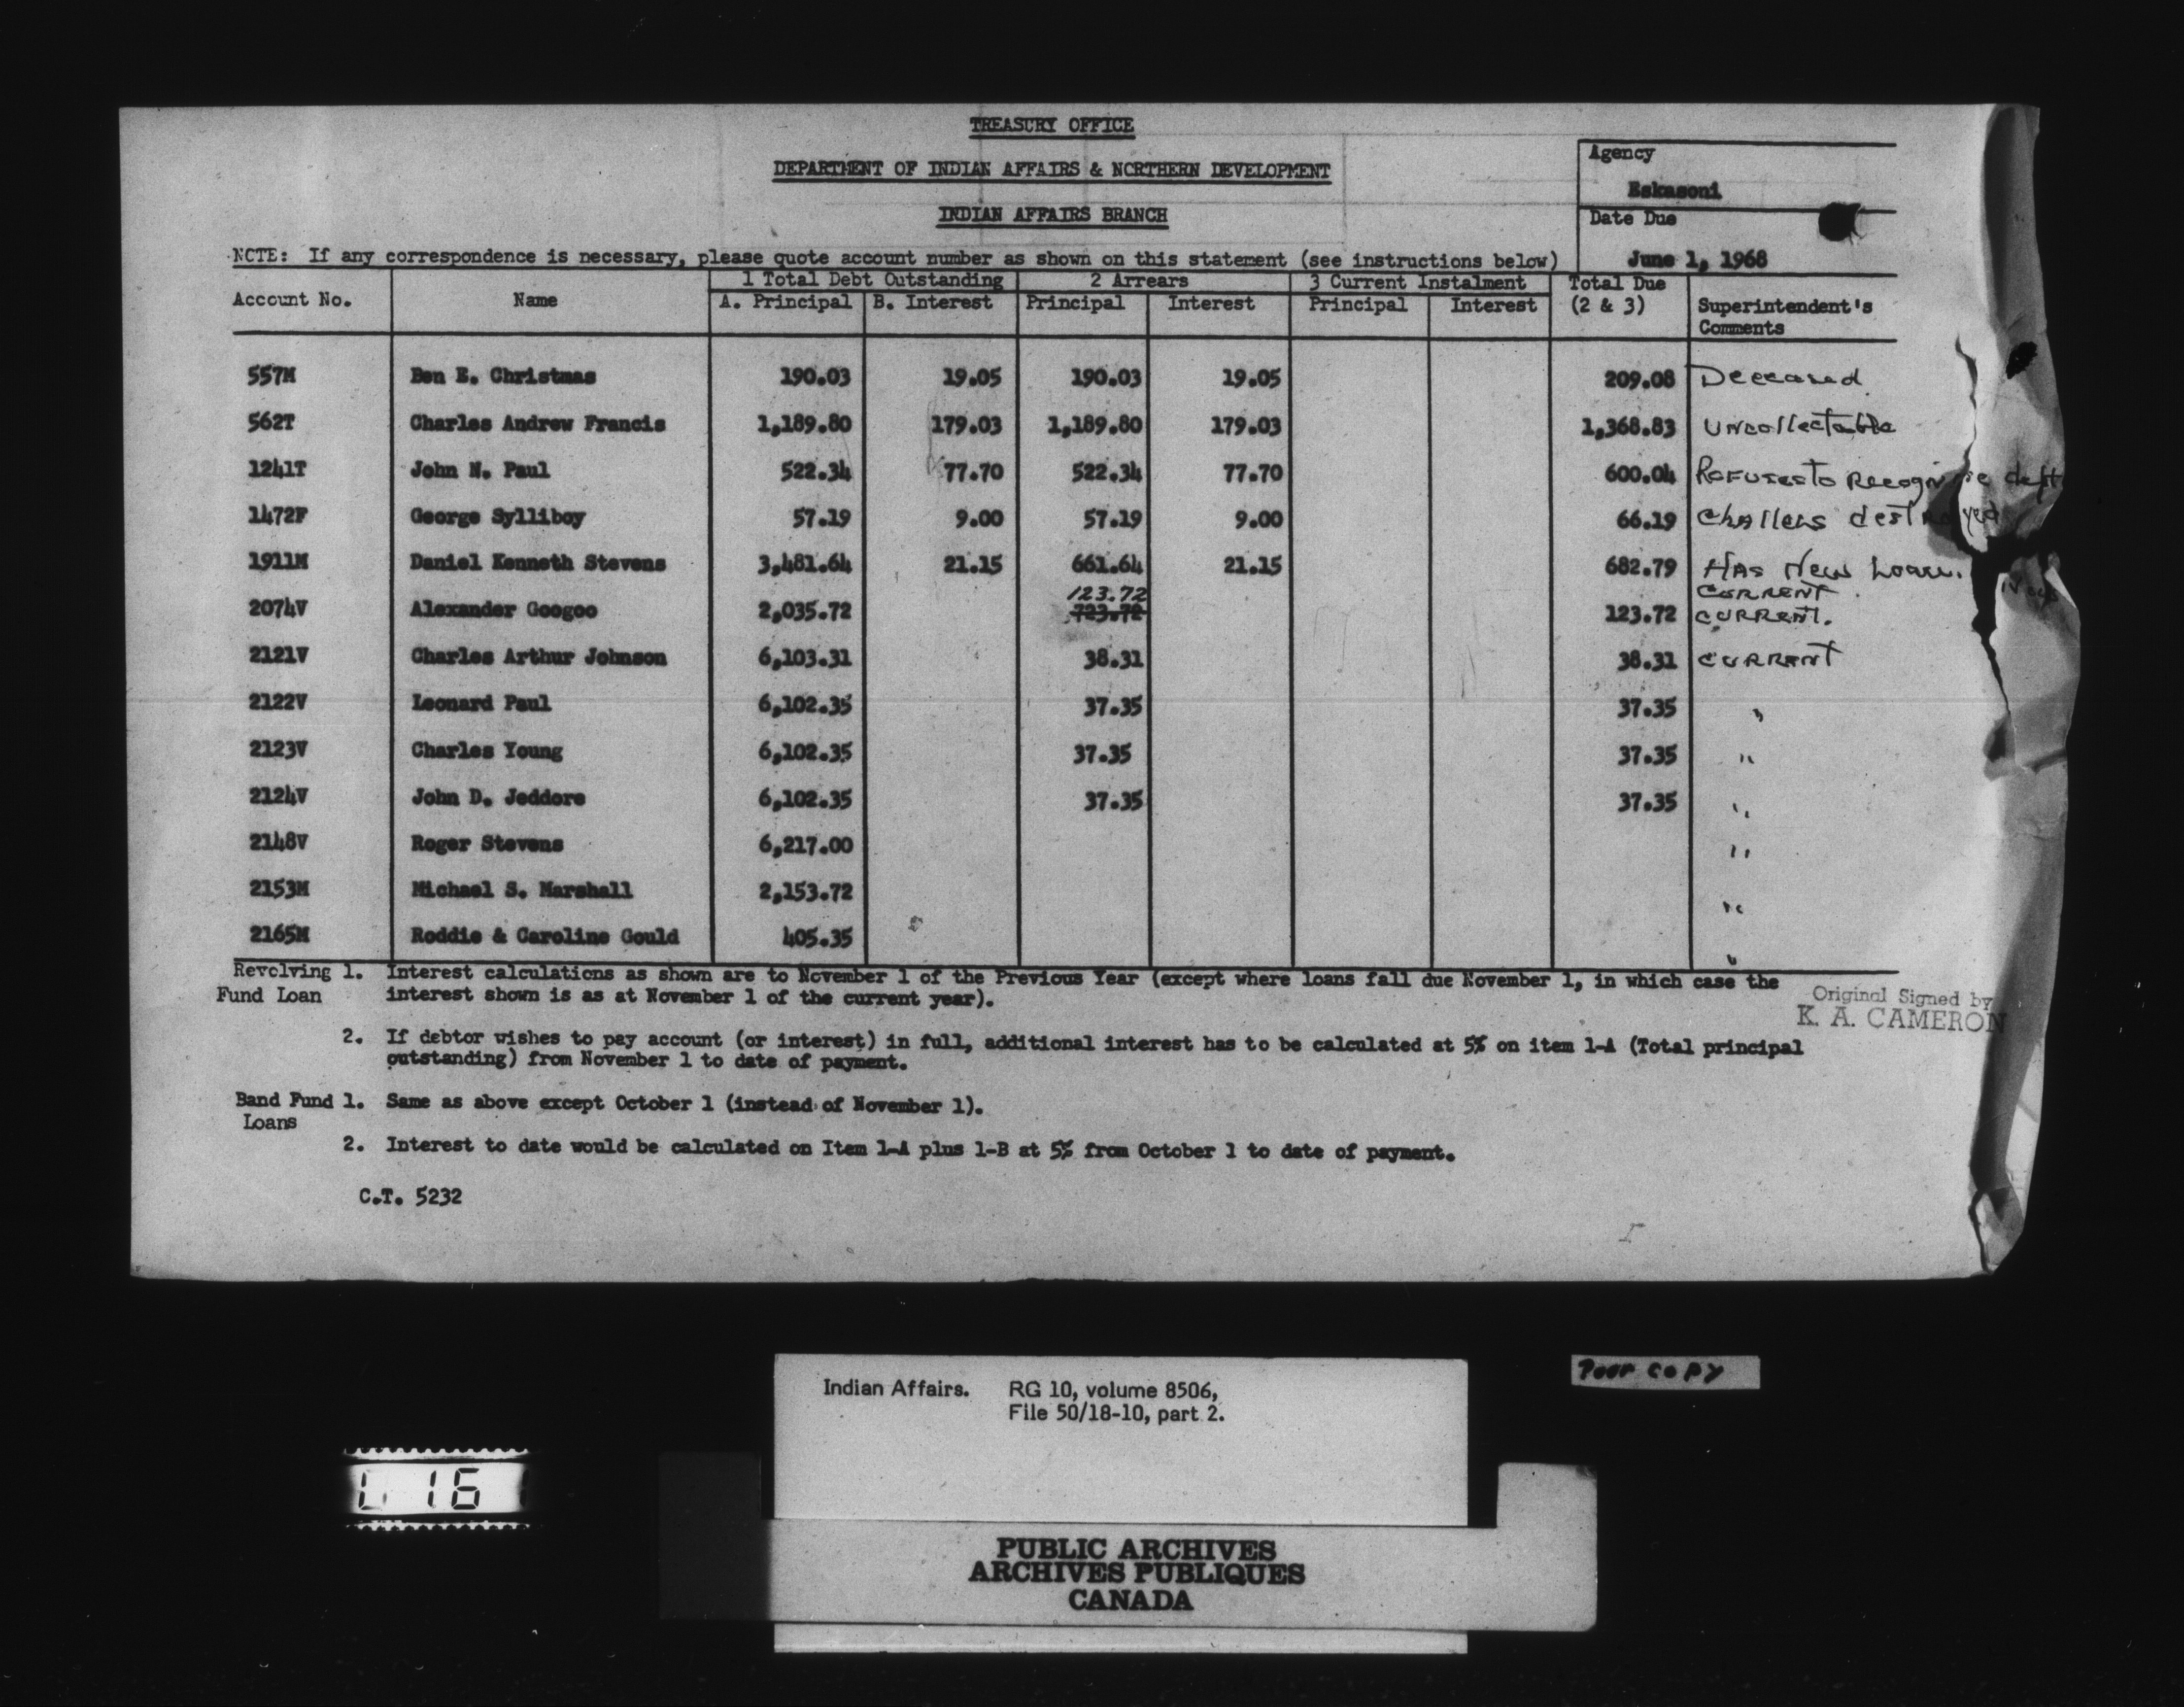 TREASURY OFFICE
DEPARTMENT OF INDIAN AFFAIRS & NORTHERN DEVELOPMENT
INDIAN AFFAIRS BRANCH
Agency
Eskasoni
Date Due
June 1, 1968
NOTE: If any correspondence is necessary, please quote account number as shown on this statement (see instructions below)
1 Total Debt Outstanding 2 Arrears 3 Current Instalment Total Due
Account No. Name A. Principal B. Interest Principal Interest Principal Interest (2 & 3) Superintendent's
Comments
557M Ben E. Christmas 190.03 19.05 190.03 19.05 209.08 Deceased
562T Charles Andrew Francis 1,189.80 179.03 1,189.80 179.03 1,368.83 Uncollectable
1241T John N. Paul 522.34 77.70 522.34 77.70 600.04 Refuses to Recognise
1472F George Sylliboy 57.19 9.00 57.19 9.00 66.19 destroyed
1911M Daniel Kenneth Stevens 3,481.64 21.15 661.64 21.15 682.79 Has New Loan.
123.72 CURRENT
2074V Alexander Googoo 2,035.72 723.72 123.72 CURRENT.
2121V Charles Arthur Johnson 6,103.31 38.31 38.31 CURRENT
2122V Leonard Paul 6,102.35 37.35 37.35 "
2123V Charles Young 6,102.35 37.35 37.35 "
2124V John D. Jeddore 6,102.35 37.35 37.35 "
2148V Roger Stevens 6,217.00 "
2153M Michael S. Marshall 2,153.72 "
2165M Roddie & Caroline Gould 405.35 "
Revolving 1. Interest calculations as shown are to November 1 of the Previous Year (except where loans fall due November 1, in which case the
Fund Loan interest shown is as at November 1 of the current year).
Original Signed by
K. A. CAMERON
2. If debtor wishes to pay account (or interest) in full, additional interest has to be calculated at 5% on item 1-A (Total principal
outstanding) from November 1 to date of payment.
Band Fund 1. Same as above except October 1 (instead of November 1).
Loans
2. Interest to date would be calculated on Item 1-A plus 1-B at 5% from October 1 to date of payment.
C.T. 5232
Poor copy
Indian Affairs. RG 10, volume 8506,
File 50/18-10, part 2.
16
PUBLIC ARCHIVES
ARCHIVES PUBLIQUES
CANADA